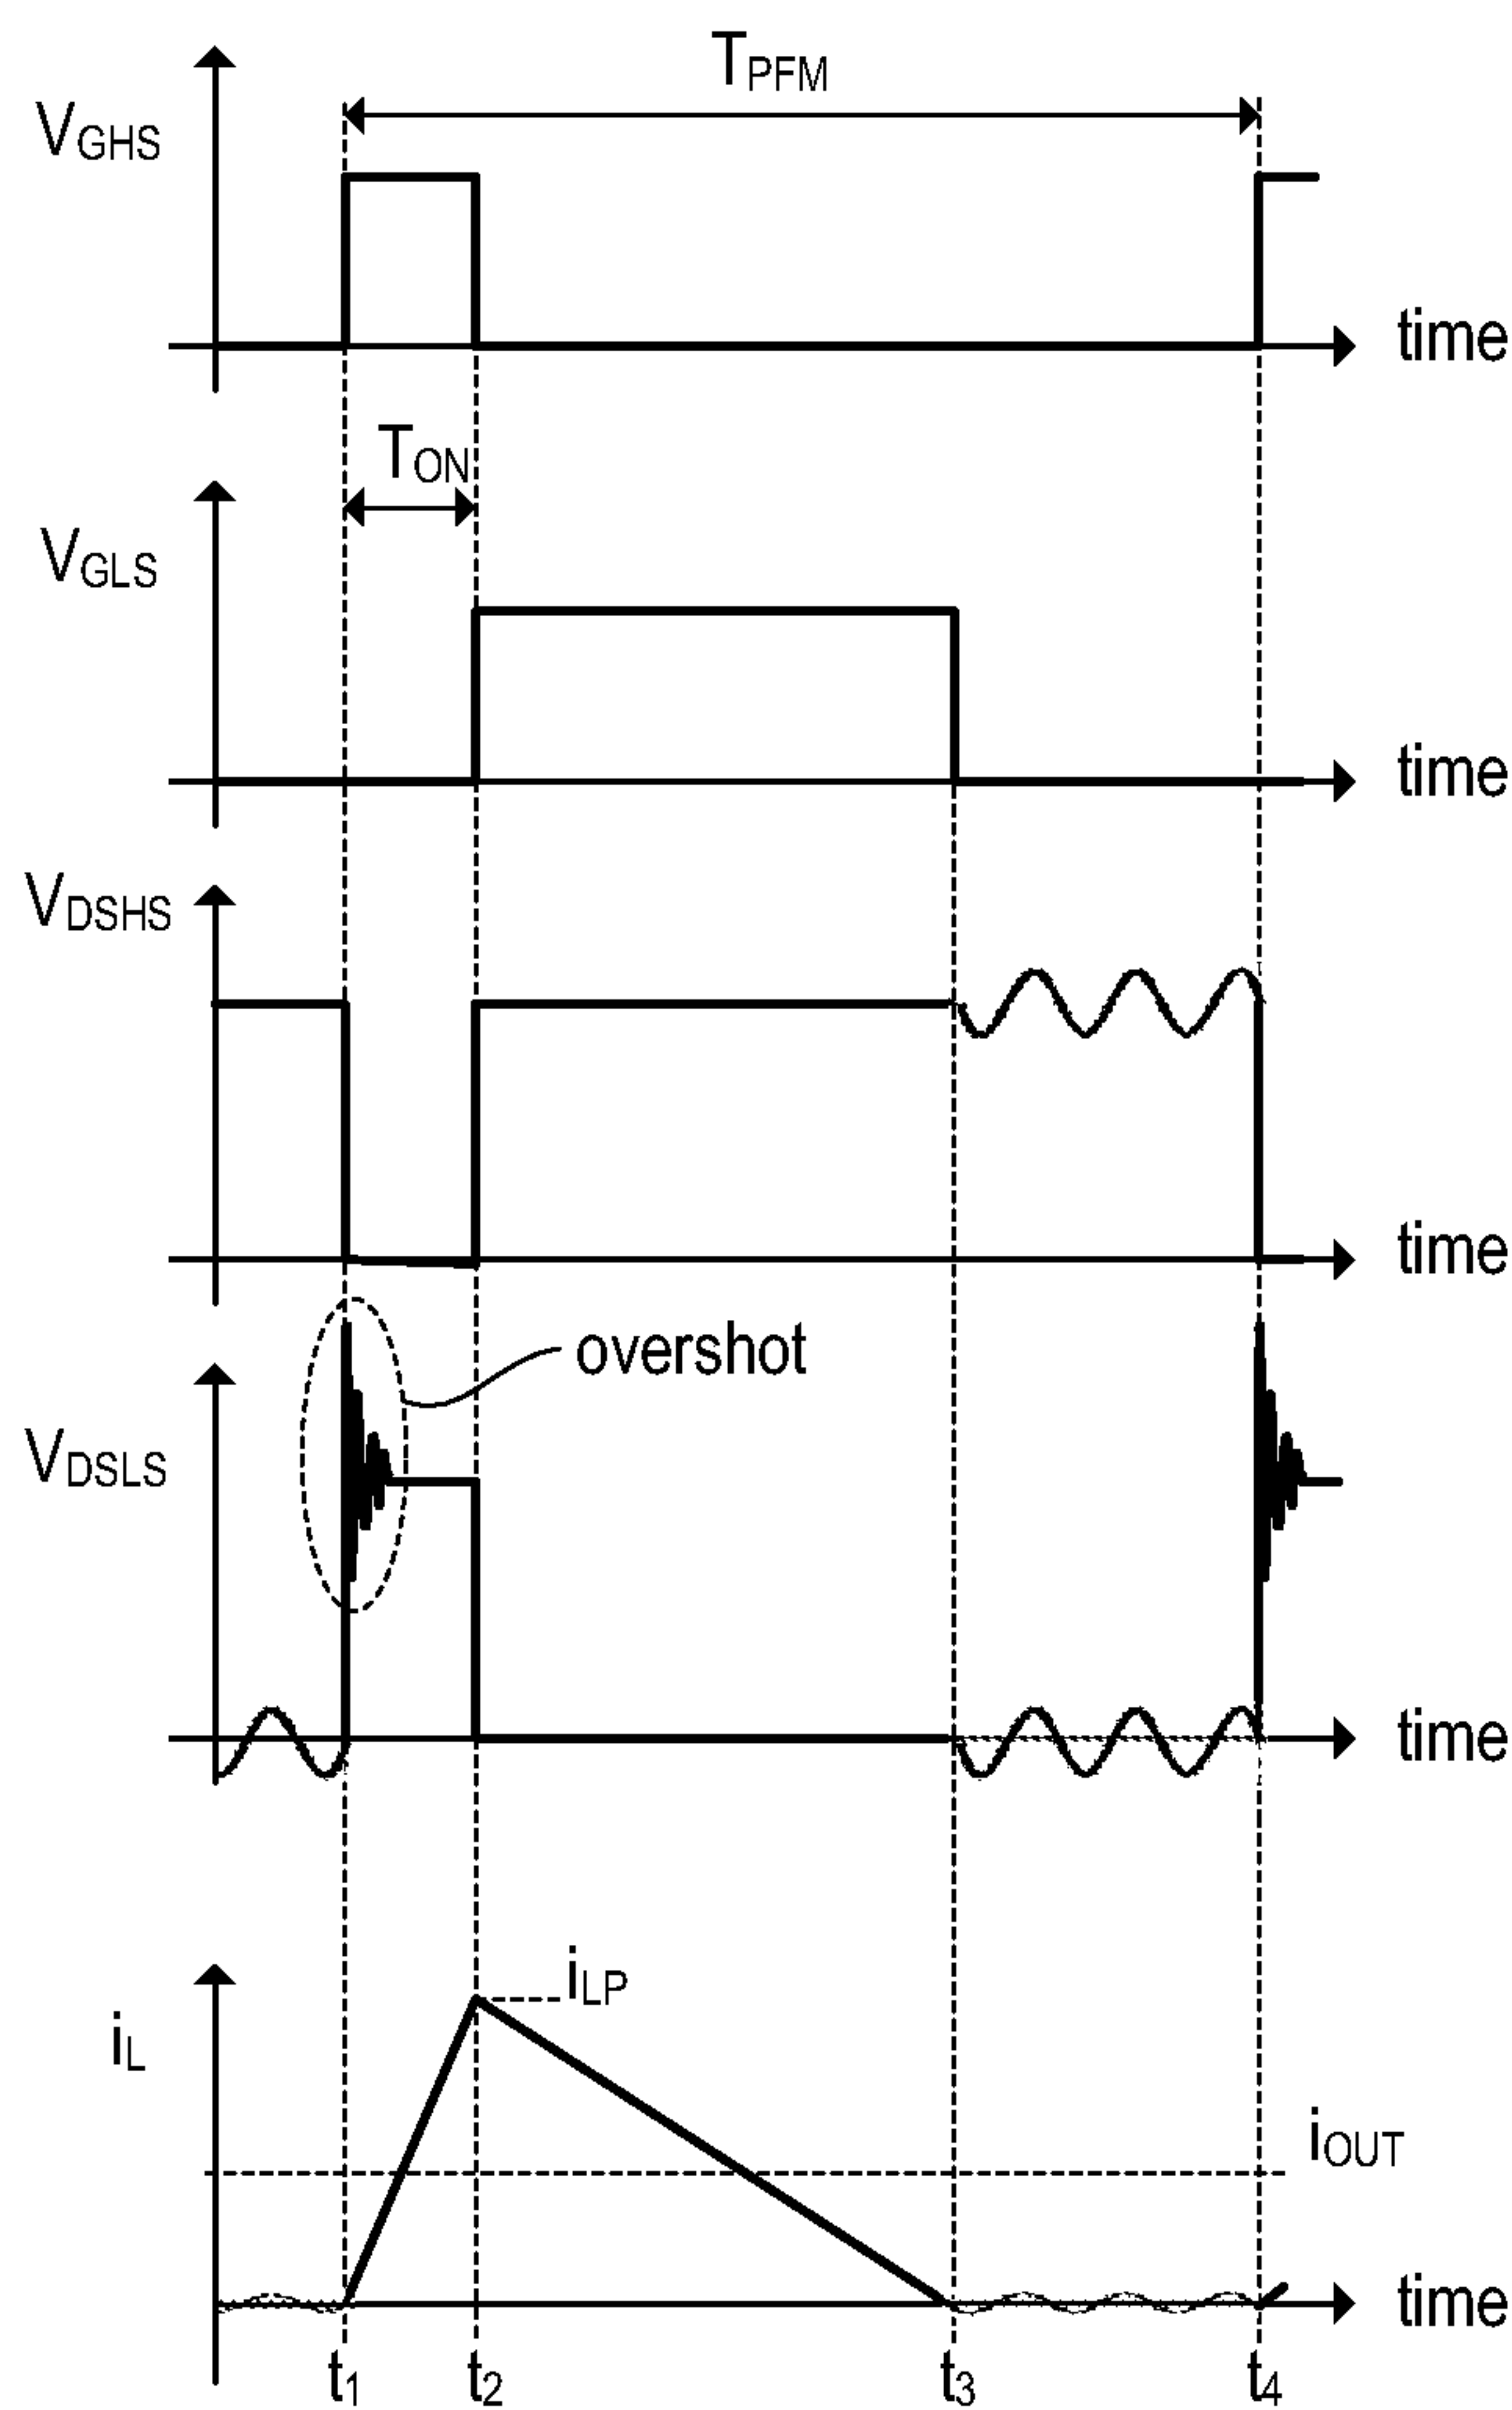 TPFM
VGHS
time
TON
VGLS
time
VDSHS
time
overshot
VDSLS
time
iLP
iL
iOUT
time
t1 t2 t3 t4